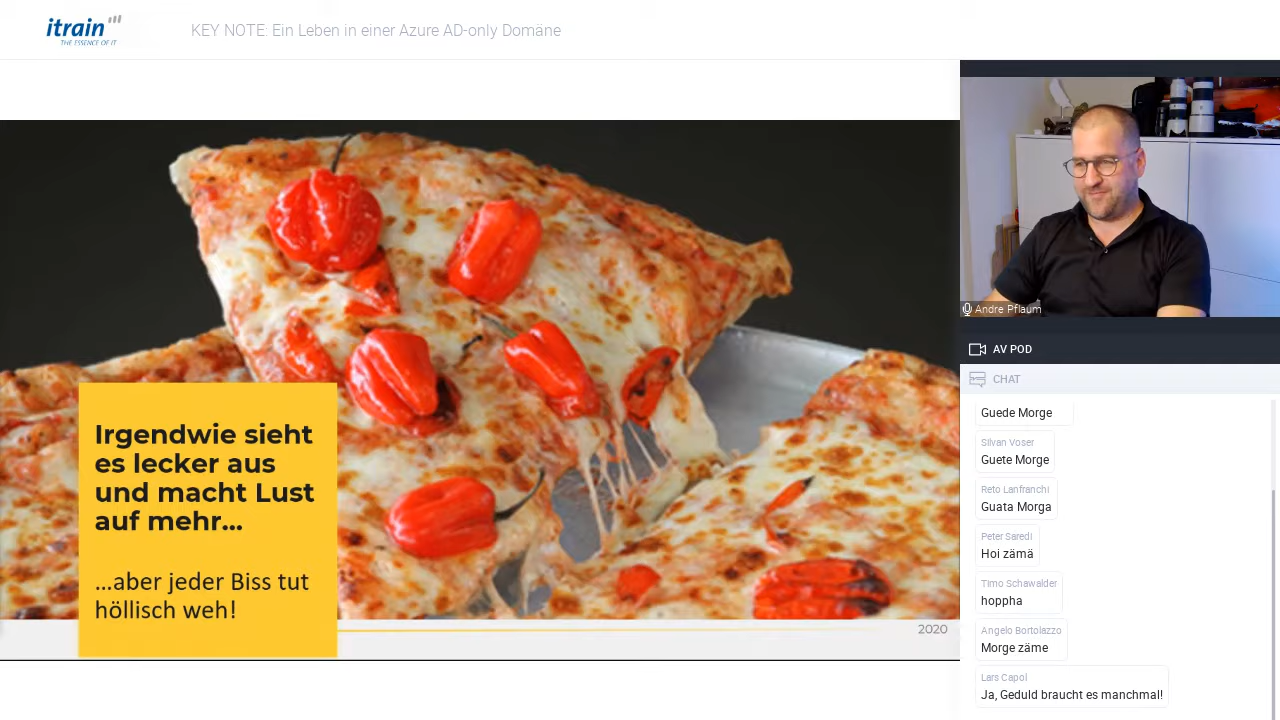 itrain
THE ESSENCE OF IT
KEY NOTE: Ein Leben in einer Azure AD-only Domäne
Irgendwie sieht
es lecker aus
und macht Lust
auf mehr...
...aber jeder Biss tut
höllisch weh!
2020
Andre Pflaum
AV POD
CHAT
Guede Morge
Silvan Voser
Guete Morge
Reto Lanfranchi
Guata Morga
Peter Saredi
Hoi zämä
Timo Schawalder
hoppha
Angelo Bortolazzo
Morge zäme
Lars Capol
Ja, Geduld braucht es manchmal!